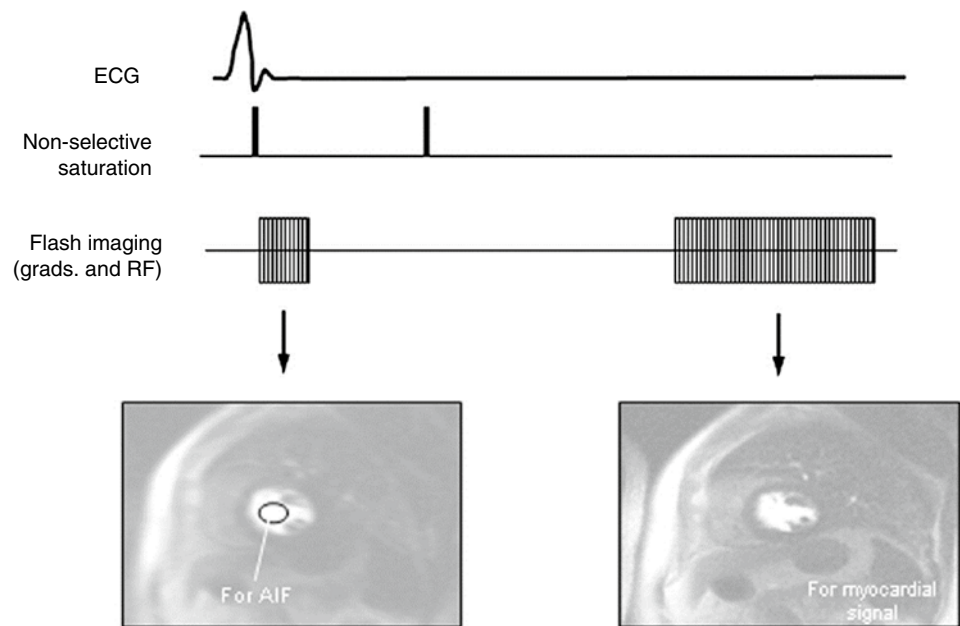 ECG
Non-selective
saturation
Flash imaging
(grads. and RF)
For AIF
For myocardial
signal